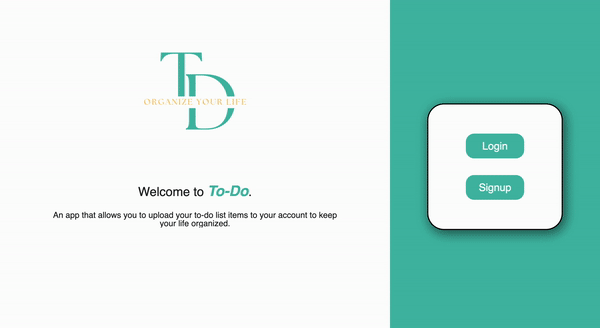 TD
ORGANIZE YOUR LIFE
Welcome to To-Do.
An app that allows you to upload your to-do list items to your account to keep
your life organized.
Login
Signup